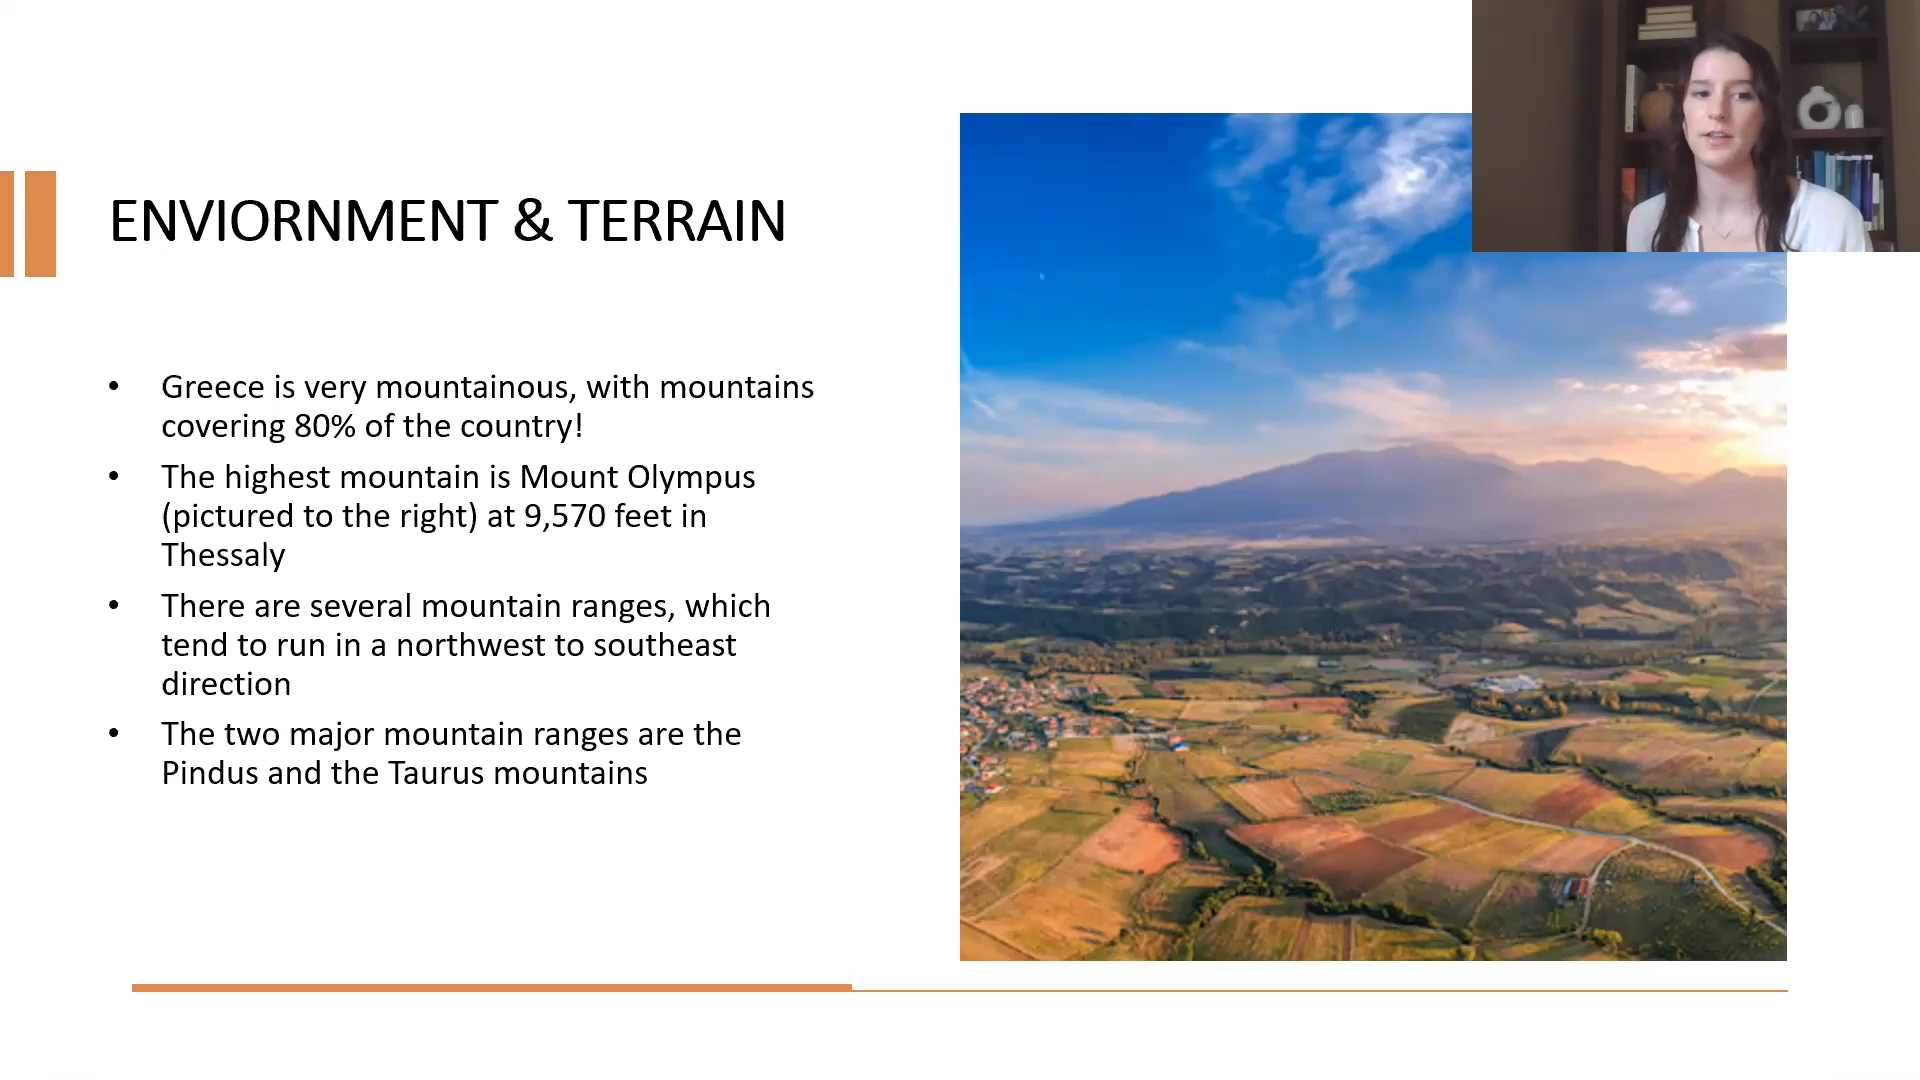 ENVIORNMENT & TERRAIN
• Greece is very mountainous, with mountains
covering 80% of the country!
• The highest mountain is Mount Olympus
(pictured to the right) at 9,570 feet in
Thessaly
• There are several mountain ranges, which
tend to run in a northwest to southeast
direction
• The two major mountain ranges are the
Pindus and the Taurus mountains